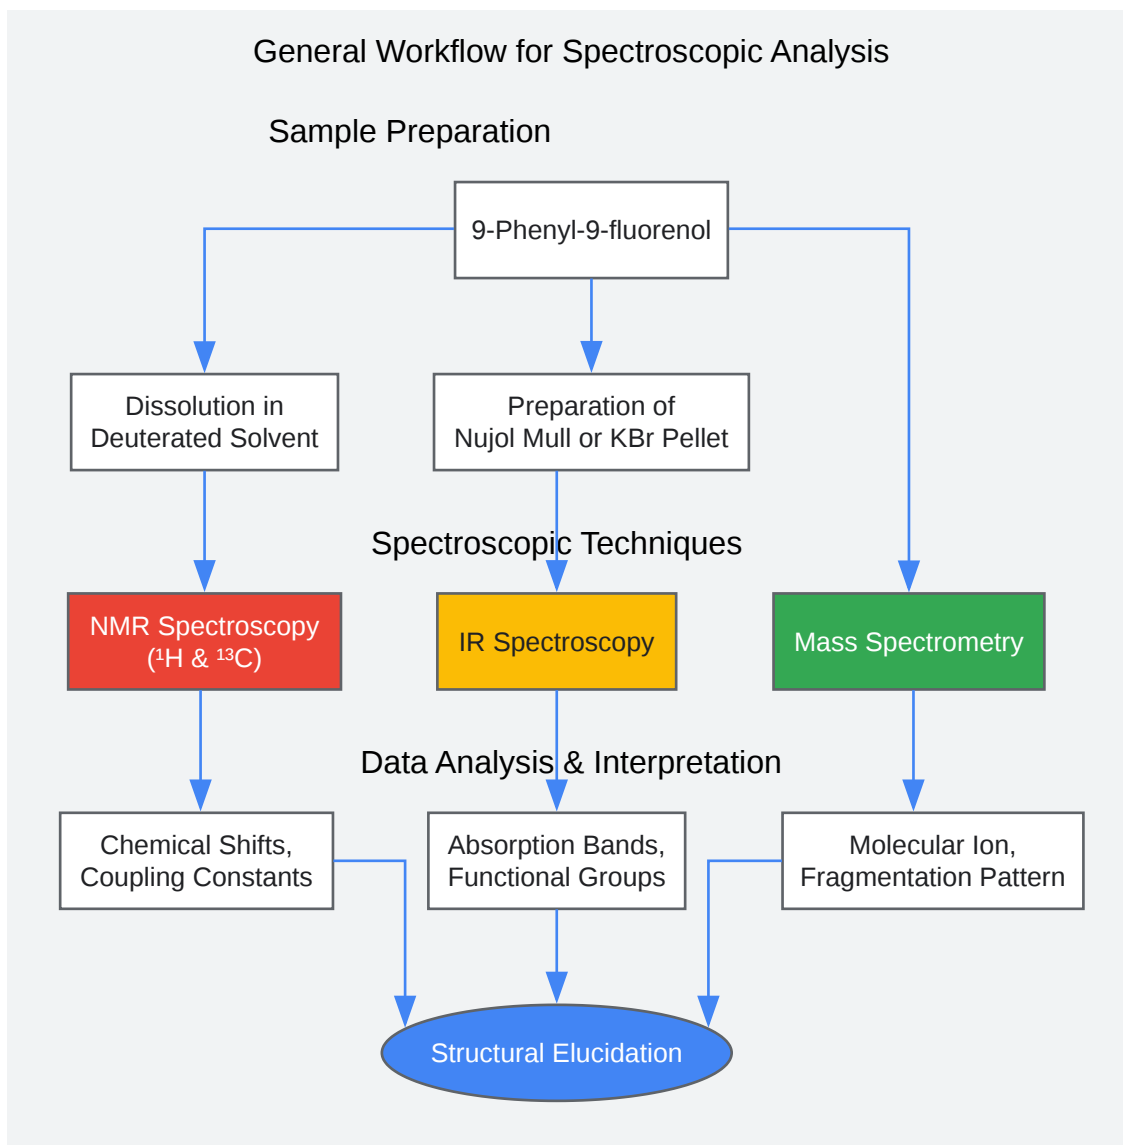 General Workflow for Spectroscopic Analysis
Sample Preparation
9-Phenyl-9-fluorenol
Dissolution in
Deuterated Solvent
Preparation of
Nujol Mull or KBr Pellet
Spectroscopic Techniques
NMR Spectroscopy
(¹H & ¹³C)
IR Spectroscopy
Mass Spectrometry
Data Analysis & Interpretation
Chemical Shifts,
Coupling Constants
Absorption Bands,
Functional Groups
Molecular Ion,
Fragmentation Pattern
Structural Elucidation